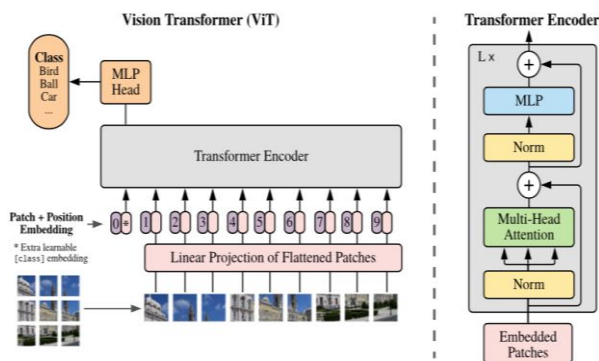 Vision Transformer (ViT)
Class
Bird
Ball
Car
...
MLP
Head
Transformer Encoder
Patch + Position
Embedding
0 * 1 2 3 4 5 6 7 8 9
* Extra learnable
[class] embedding
Linear Projection of Flattened Patches
Transformer Encoder
L x
+
MLP
Norm
+
Multi-Head
Attention
Norm
Embedded
Patches